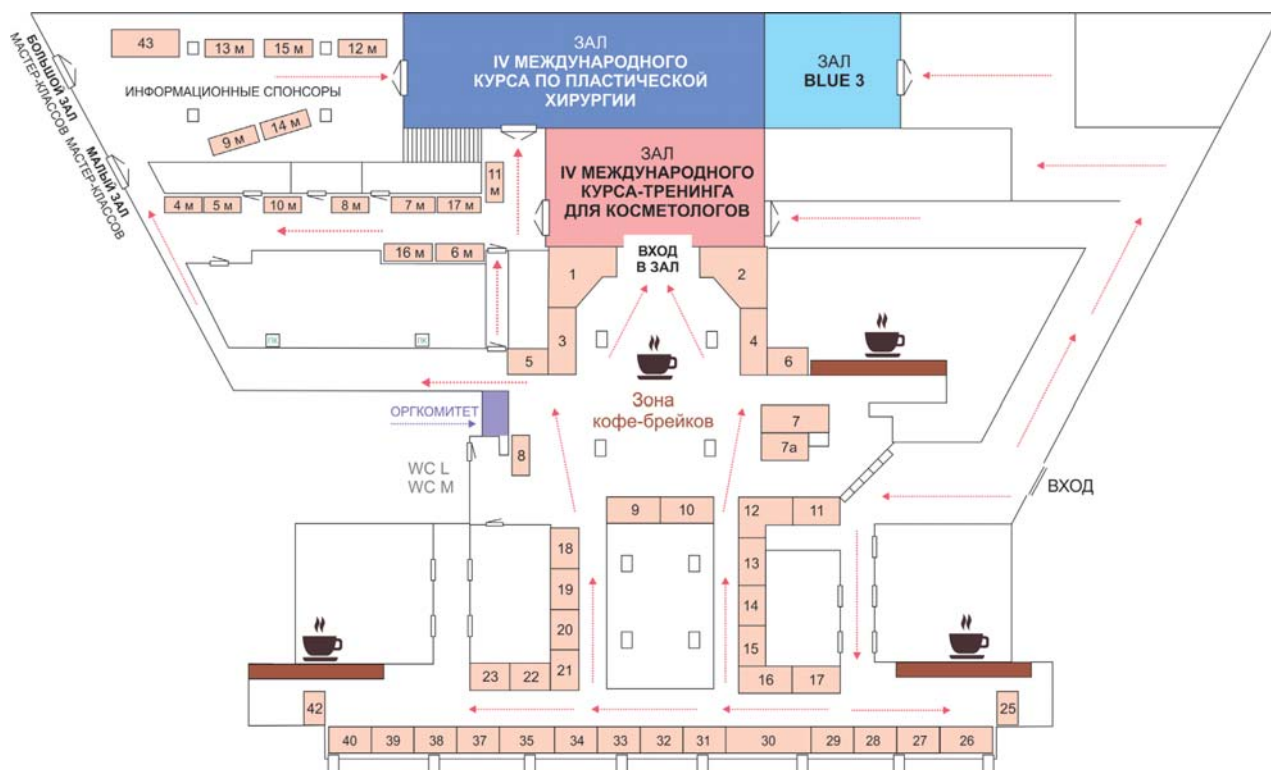 43
13 м
15 м
12 м
ИНФОРМАЦИОННЫЕ СПОНСОРЫ
9 м
14 м
БОЛЬШОЙ ЗАЛ
МАСТЕР-КЛАССОВ
МАЛЫЙ ЗАЛ
МАСТЕР-КЛАССОВ
ЗАЛ
IV МЕЖДУНАРОДНОГО
КУРСА ПО ПЛАСТИЧЕСКОЙ
ХИРУРГИИ
ЗАЛ
BLUE 3
ЗАЛ
IV МЕЖДУНАРОДНОГО
КУРСА-ТРЕНИНГА
ДЛЯ КОСМЕТОЛОГОВ
11
м
4 м
5 м
10 м
8 м
7 м
17 м
16 м
6 м
ВХОД
В ЗАЛ
1
2
3
4
5
6
ПК
ПК
Зона
кофе-брейков
ОРГКОМИТЕТ
7
7а
8
WC L
WC M
ВХОД
9
10
12
11
18
13
19
14
20
15
23
22
21
16
17
42
25
40
39
38
37
35
34
33
32
31
30
29
28
27
26